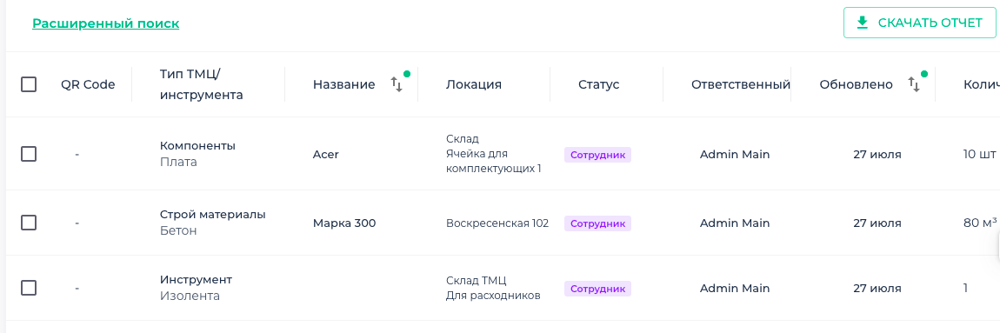 Расширенный поиск
СКАЧАТЬ ОТЧЕТ
QR Code
Тип ТМЦ/
инструмента
Название
Локация
Статус
Ответственный
Обновлено
Колич
-
Компоненты
Плата
Acer
Склад
Ячейка для
комплектующих 1
Сотрудник
Admin Main
27 июля
10 шт
-
Строй материалы
Бетон
Марка 300
Воскресенская 102
Сотрудник
Admin Main
27 июля
80 м³
-
Инструмент
Изолента
Склад ТМЦ
Для расходников
Сотрудник
Admin Main
27 июля
1